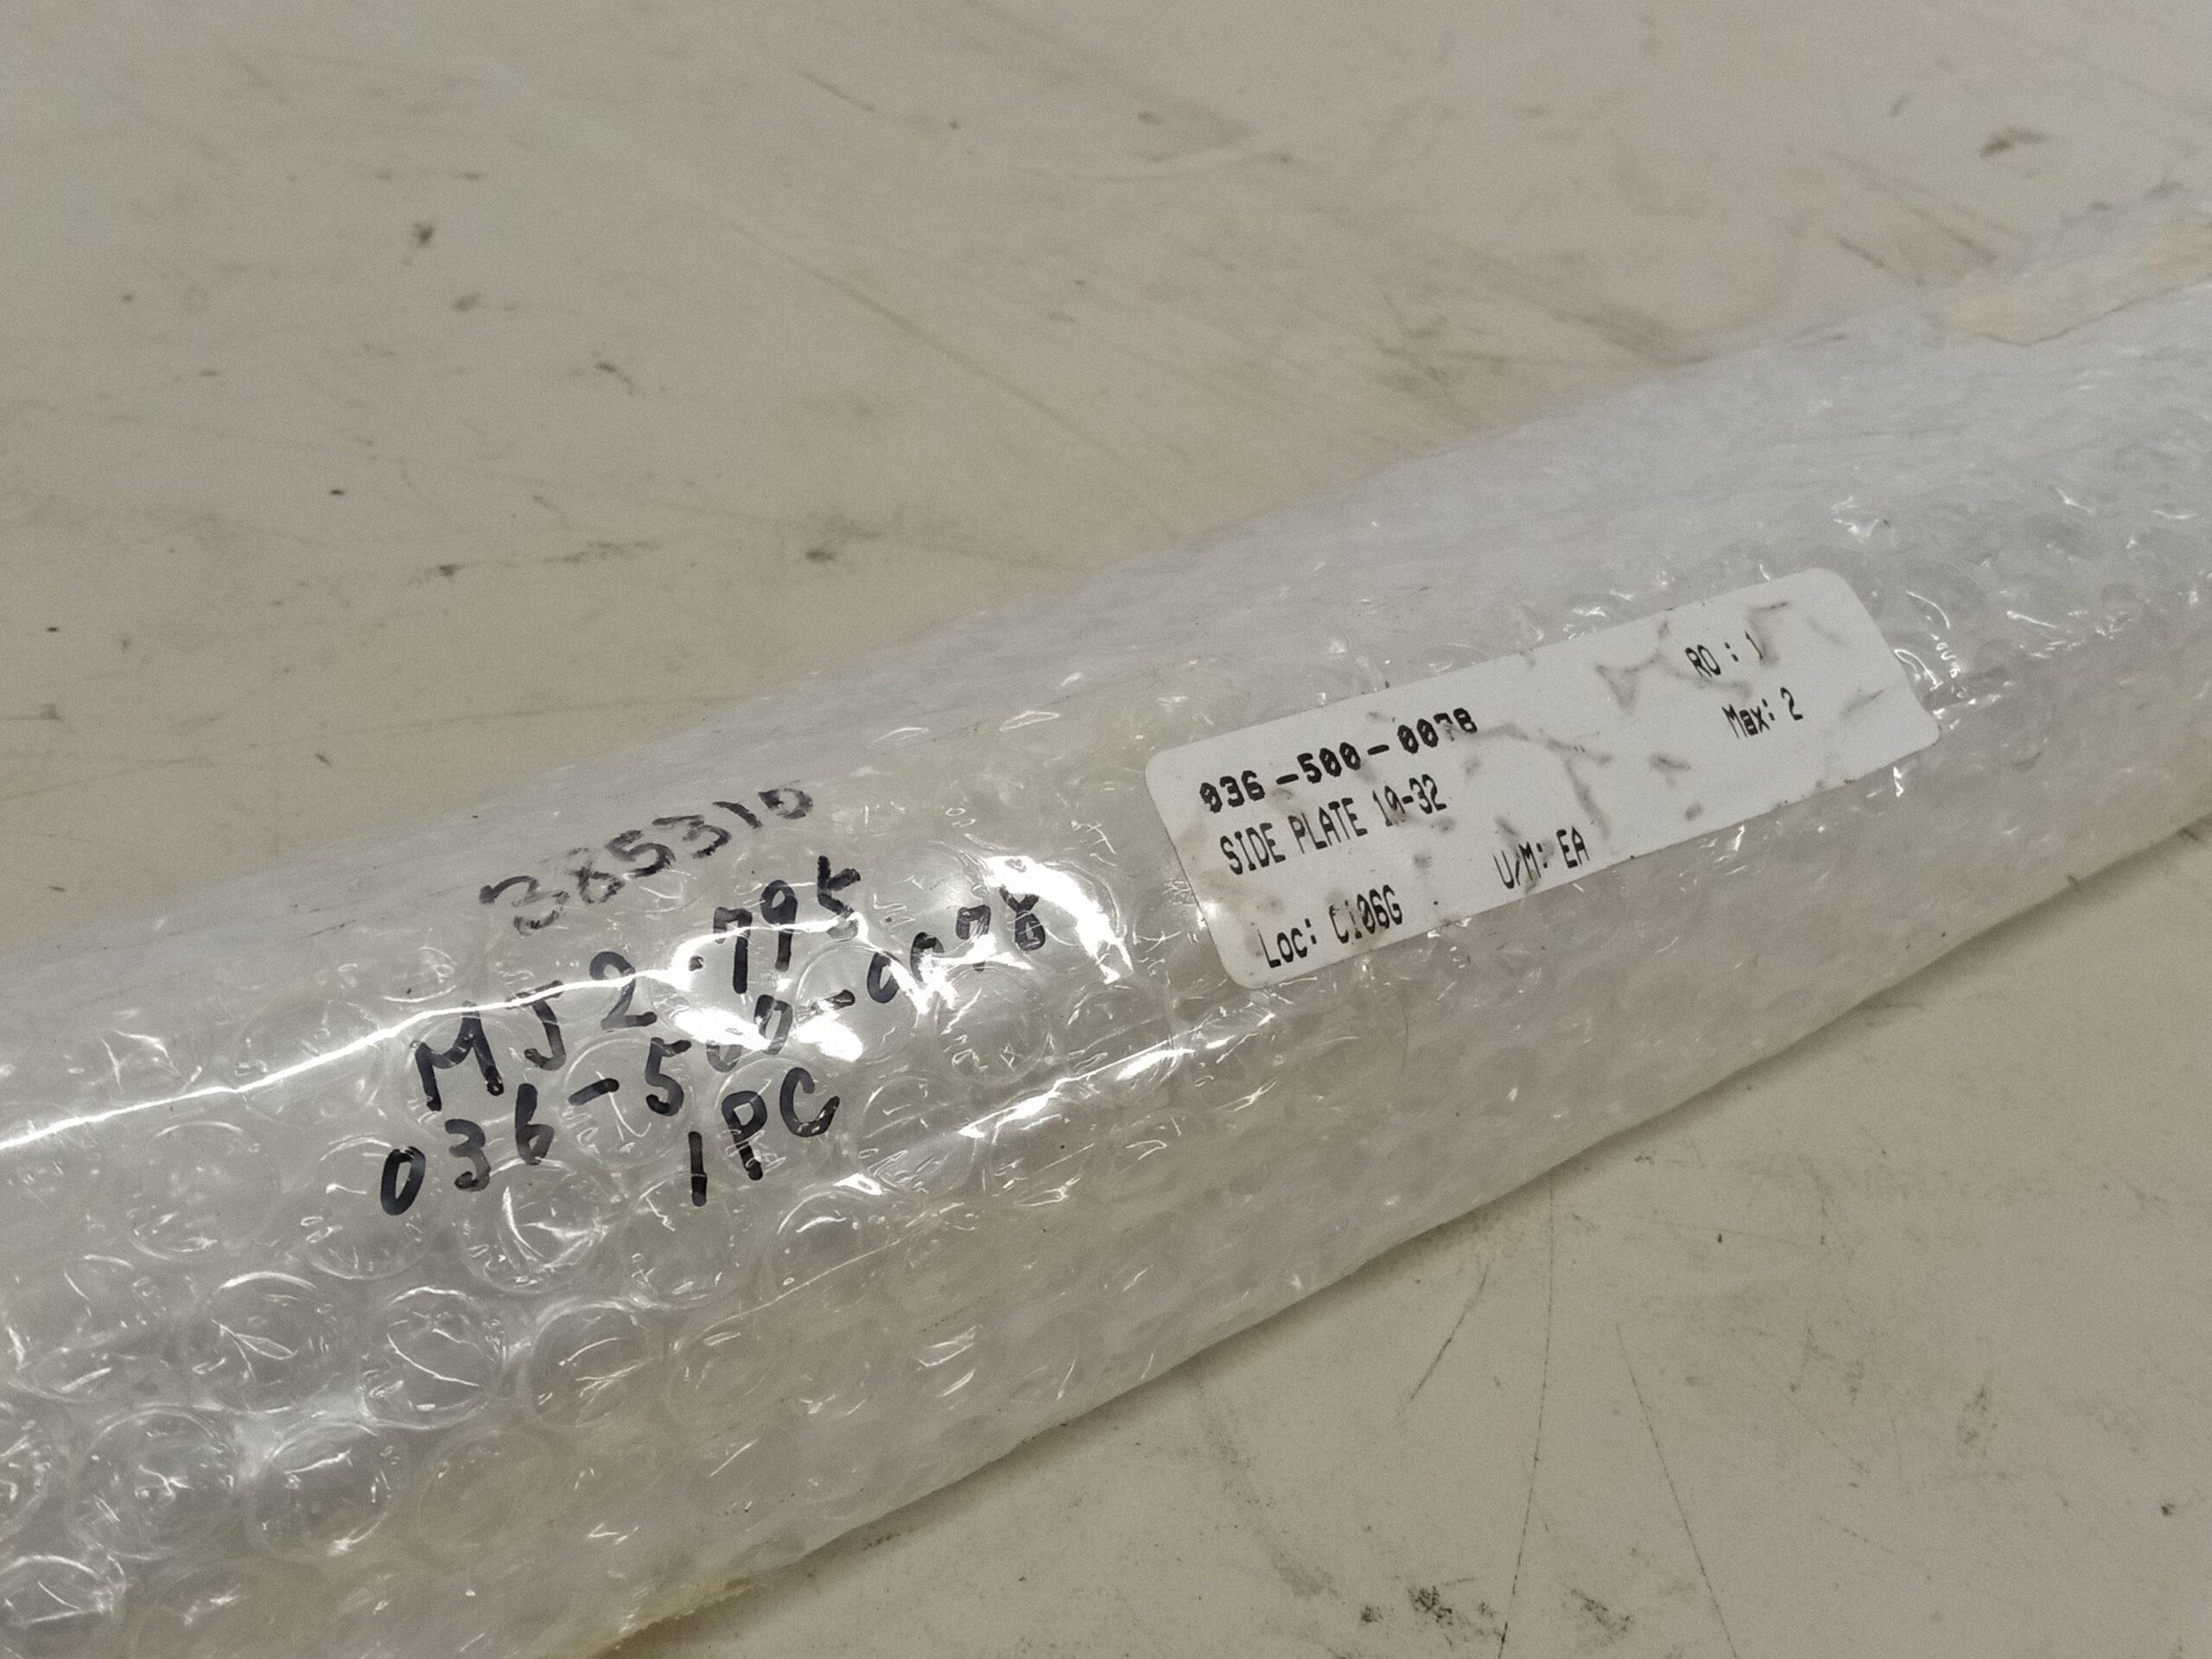 385310
MJ2.795
036-500-0078
1PC
036-500-0078
RO: 1
SIDE PLATE 10-32
Max: 2
Loc: C106G
U/M: EA